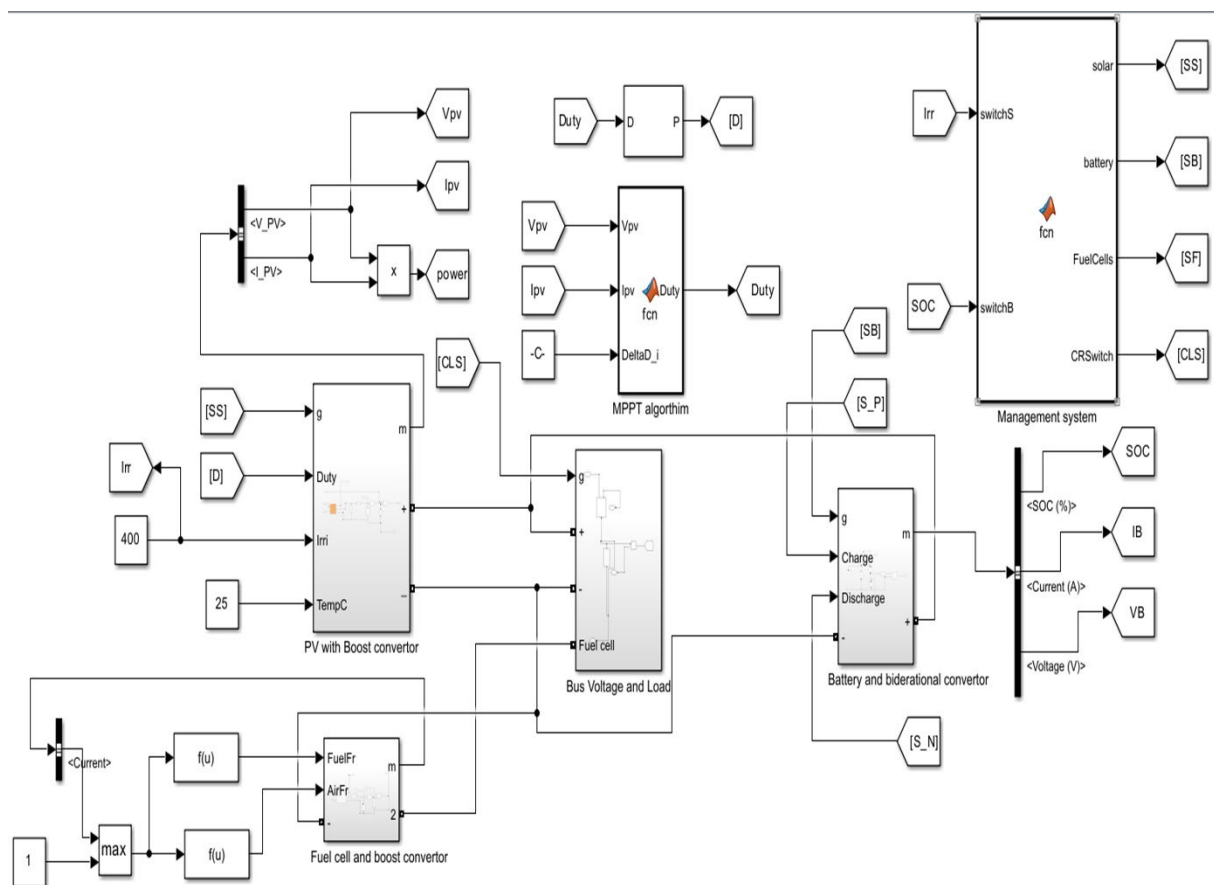 solar
[SS]
Vpv
Irr
switchS
Duty
D
P
[D]
battery
[SB]
Ipv
fcn
<V_PV>
<I_PV>
x
power
Vpv
Vpv
Ipv
Ipv
Duty
Duty
fcn
-C-
DeltaD_i
MPPT algorthim
FuelCells
[SF]
SOC
switchB
CRSwitch
[CLS]
Management system
[SB]
[CLS]
[S_P]
[SS]
g
m
Irr
[D]
Duty
400
Irri
+
25
TempC
–
PV with Boost convertor
g
+
-
Fuel cell
Bus Voltage and Load
g
m
Charge
Discharge
-
+
Battery and biderational convertor
[S_N]
SOC
<SOC (%)>
IB
<Current (A)>
VB
<Voltage (V)>
<Current>
f(u)
FuelFr
m
AirFr
-
2
Fuel cell and boost convertor
max
f(u)
1